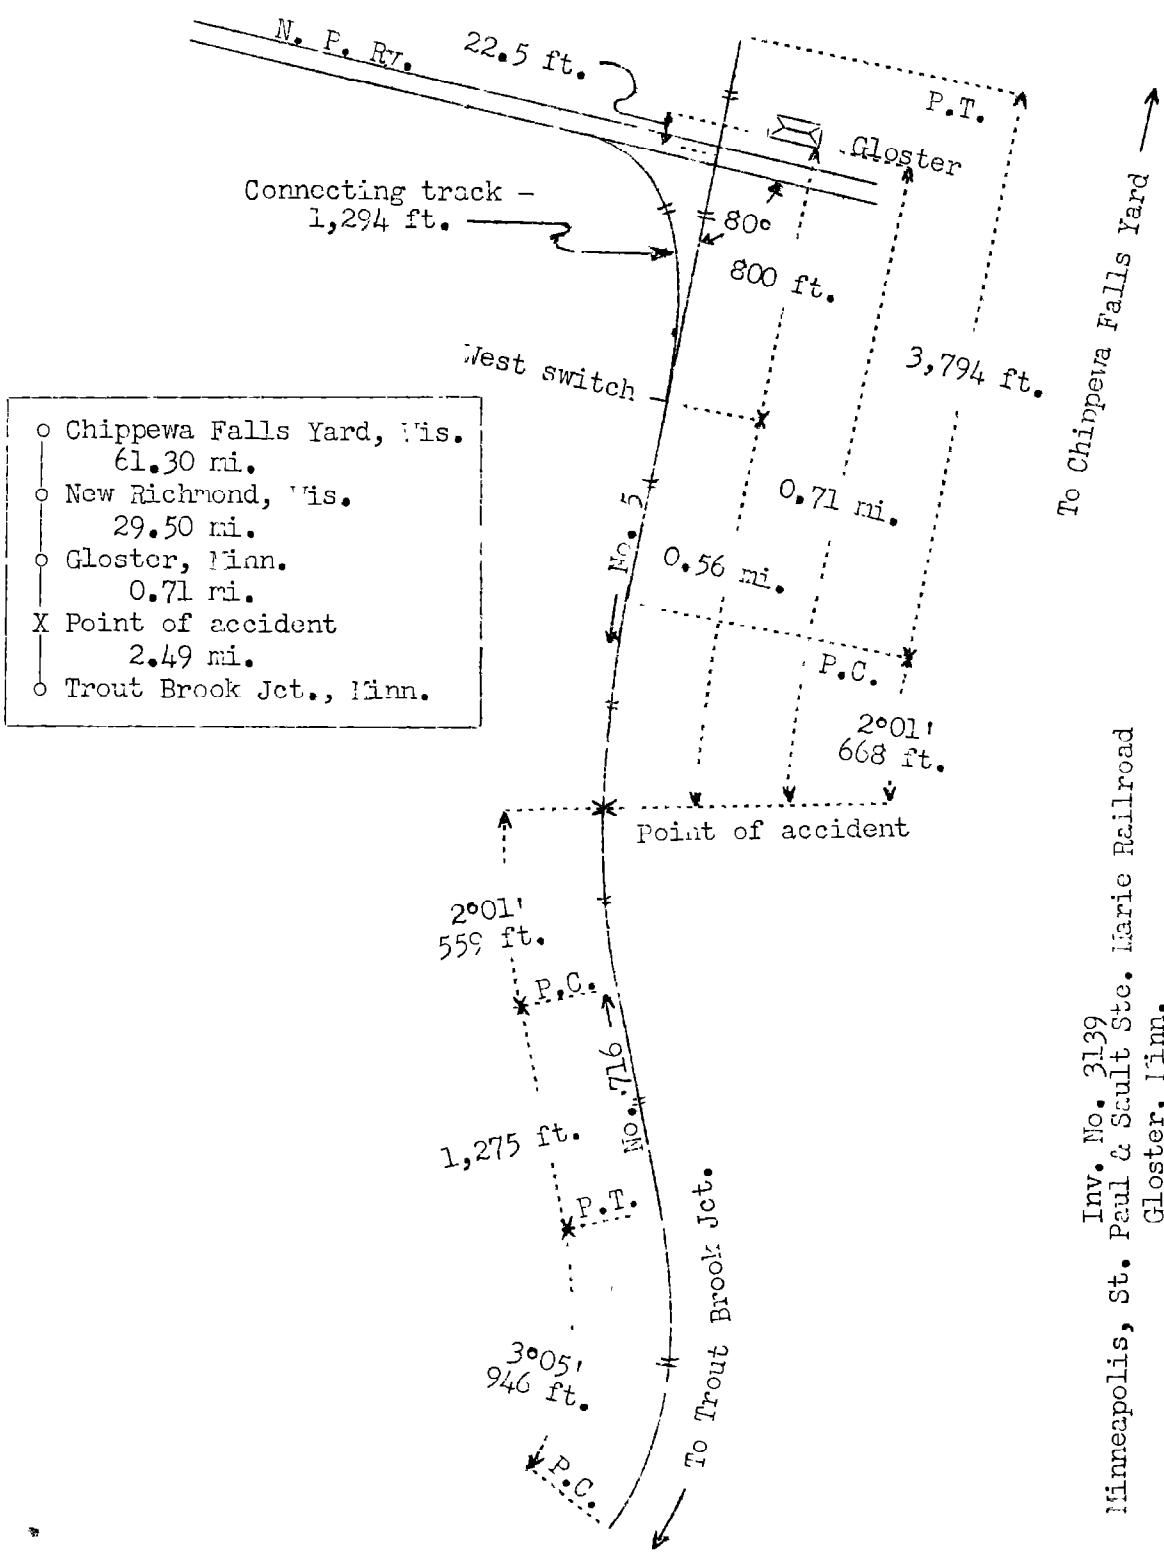 N. P. Ry.
22.5 ft.
P.T.
Gloster
Connecting track -
1,294 ft.
80°
800 ft.
To Chippewa Falls Yard
West switch
3,794 ft.
Chippewa Falls Yard, Wis.
61.30 mi.
New Richmond, Wis.
29.50 mi.
Gloster, Minn.
0.71 mi.
X Point of accident
2.49 mi.
Trout Brook Jct., Minn.
No. 5
0.71 mi.
0.56 mi.
P.C.
2°01'
668 ft.
Point of accident
2°01'
559 ft.
P.C.
No. 716
1,275 ft.
P.T.
To Trout Brook Jct.
3°05'
946 ft.
P.C.
Inv. No. 3139
Minneapolis, St. Paul & Sault Ste. Marie Railroad
Gloster, Minn.